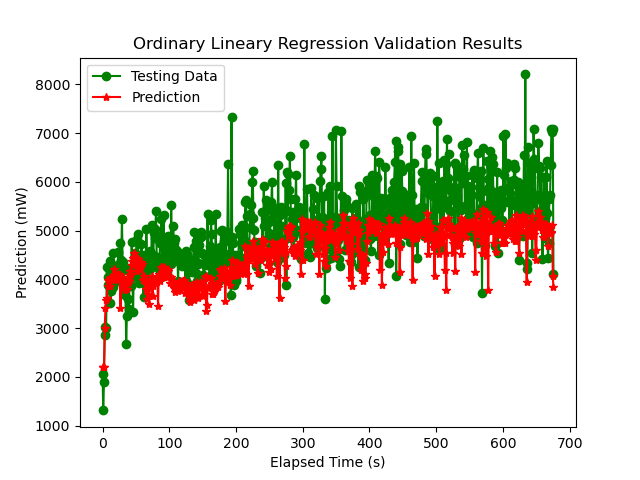 Ordinary Lineary Regression Validation Results
Testing Data
Prediction
8000
7000
6000
5000
4000
3000
2000
1000
Prediction (mW)
0 100 200 300 400 500 600 700
Elapsed Time (s)